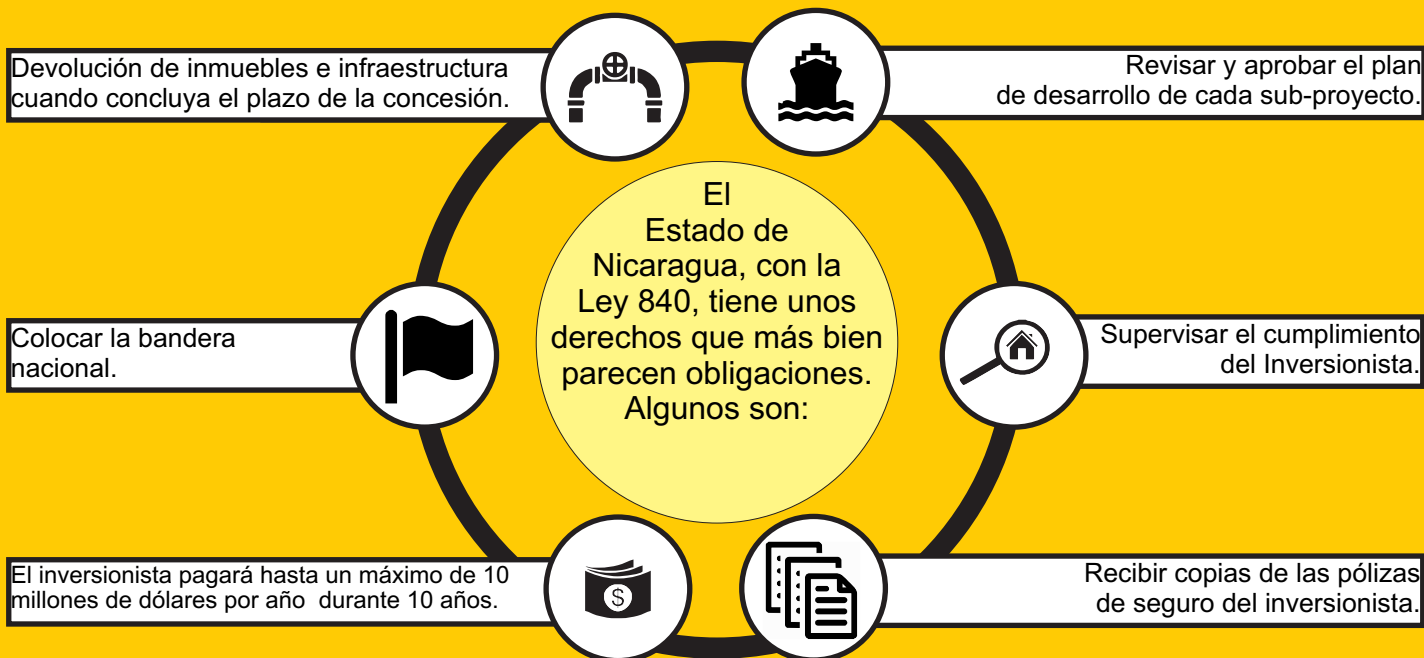 Devolución de inmuebles e infraestructura
cuando concluya el plazo de la concesión.
Revisar y aprobar el plan
de desarrollo de cada sub-proyecto.
El
Estado de
Nicaragua, con la
Ley 840, tiene unos
derechos que más bien
parecen obligaciones.
Algunos son:
Colocar la bandera
nacional.
Supervisar el cumplimiento
del Inversionista.
El inversionista pagará hasta un máximo de 10
millones de dólares por año durante 10 años.
$
Recibir copias de las pólizas
de seguro del inversionista.